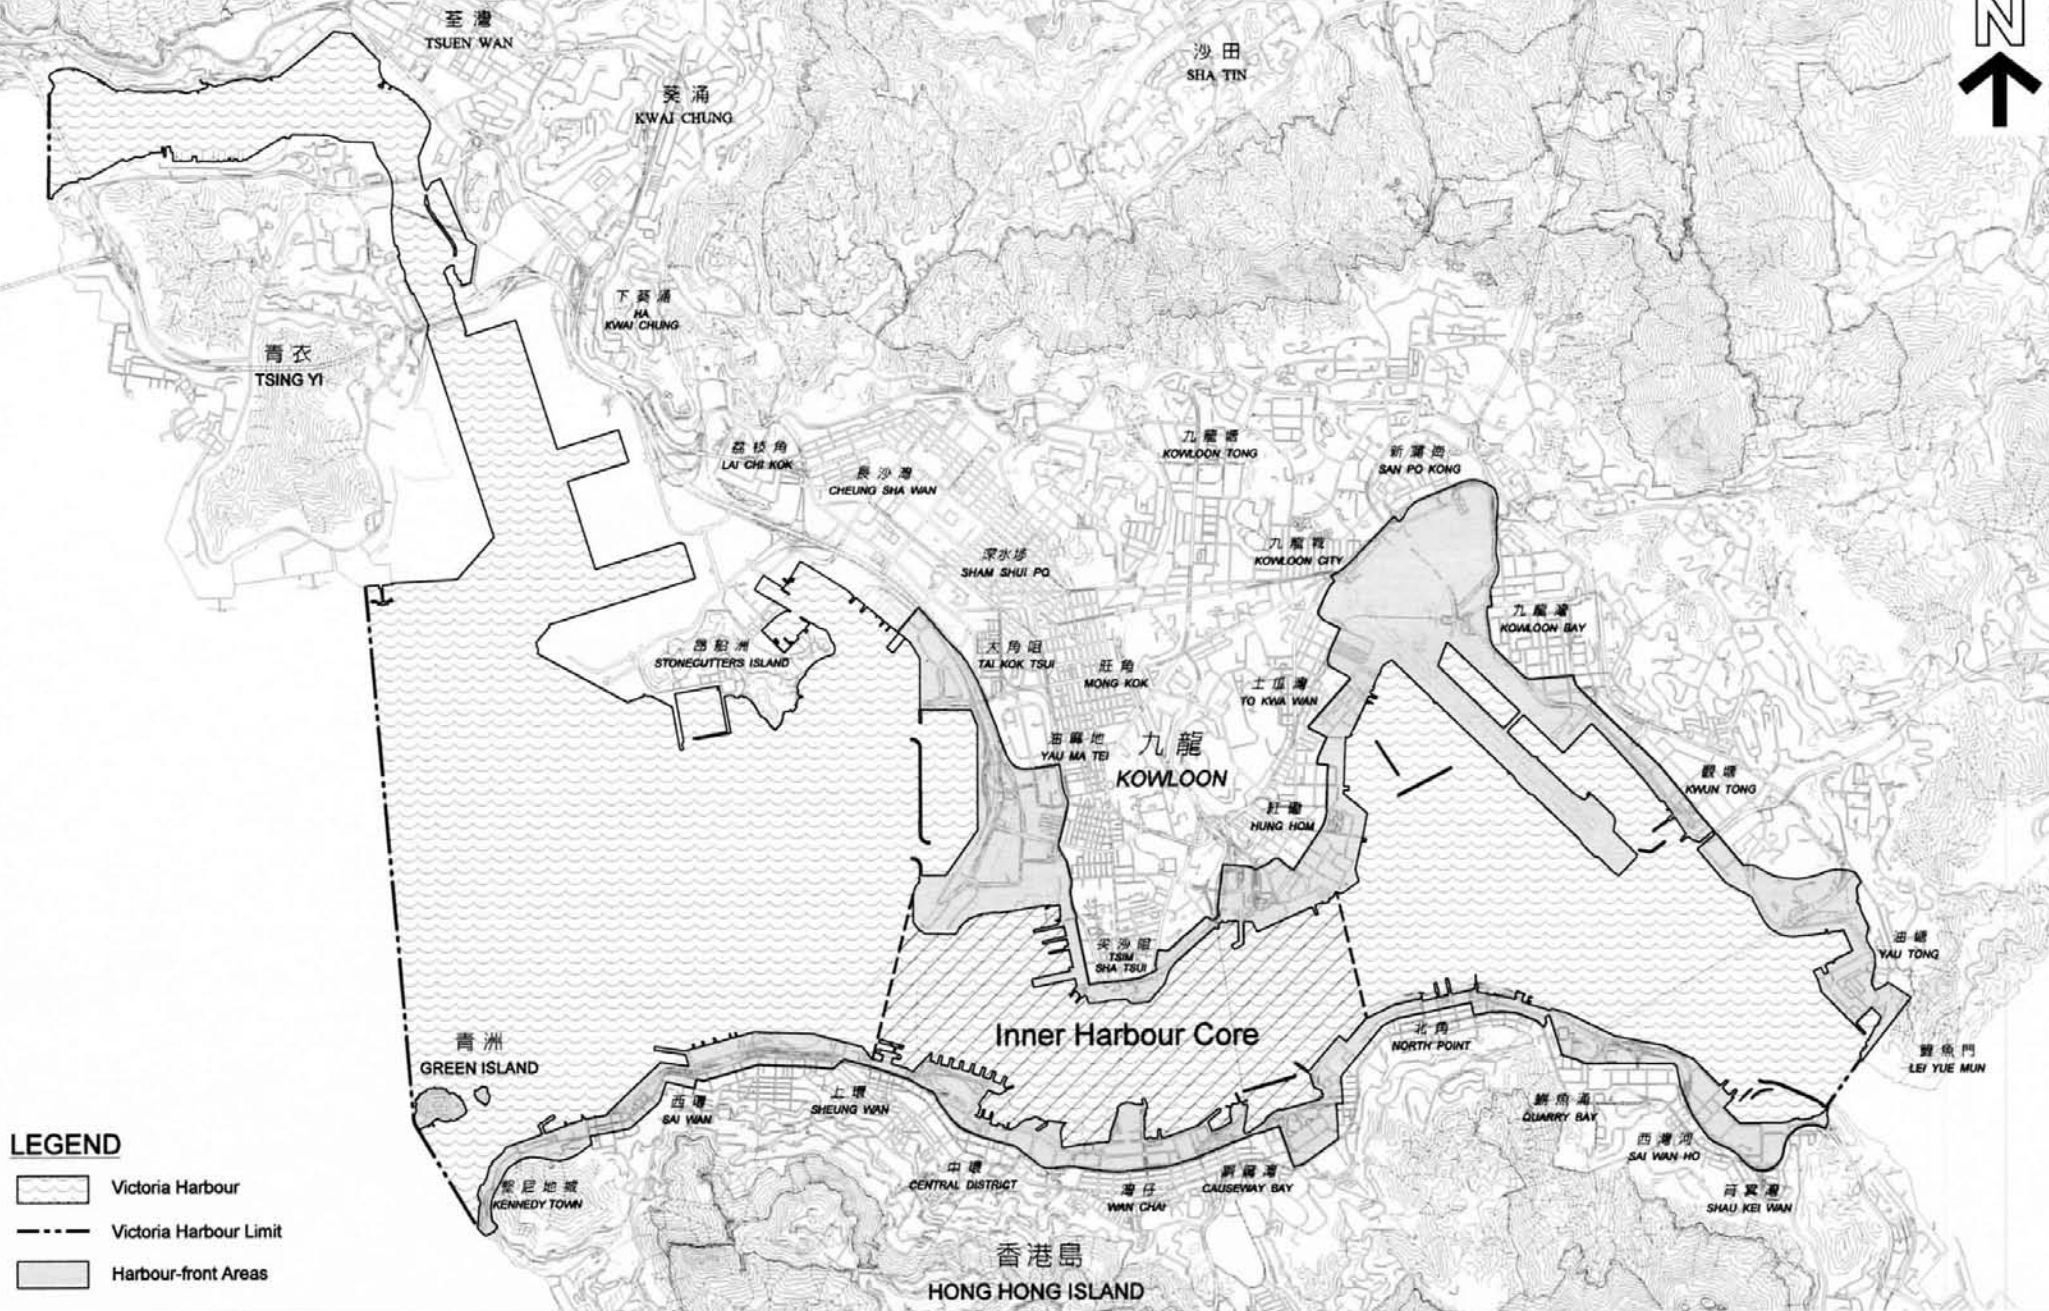 荃灣
TSUEN WAN
N
沙田
SHA TIN
葵涌
KWAI CHUNG
下葵涌
HA
KWAI CHUNG
青衣
TSING YI
荔枝角
LAI CHI KOK
長沙灣
CHEUNG SHA WAN
九龍塘
KOWLOON TONG
新蒲崗
SAN PO KONG
深水埗
SHAM SHUI PO
九龍城
KOWLOON CITY
九龍灣
KOWLOON BAY
昂船洲
STONECUTTERS ISLAND
大角咀
TAI KOK TSUI
旺角
MONG KOK
土瓜灣
TO KWA WAN
油麻地
YAU MA TEI
九龍
KOWLOON
觀塘
KWUN TONG
紅磡
HUNG HOM
尖沙咀
TSIM
SHA TSUI
油塘
YAU TONG
Inner Harbour Core
北角
NORTH POINT
鯉魚門
LEI YUE MUN
青洲
GREEN ISLAND
西環
SAI WAN
上環
SHEUNG WAN
鰂魚涌
QUARRY BAY
西灣河
SAI WAN HO
堅尼地城
KENNEDY TOWN
中環
CENTRAL DISTRICT
灣仔
WAN CHAI
銅鑼灣
CAUSEWAY BAY
筲箕灣
SHAU KEI WAN
香港島
HONG HONG ISLAND
LEGEND
Victoria Harbour
Victoria Harbour Limit
Harbour-front Areas